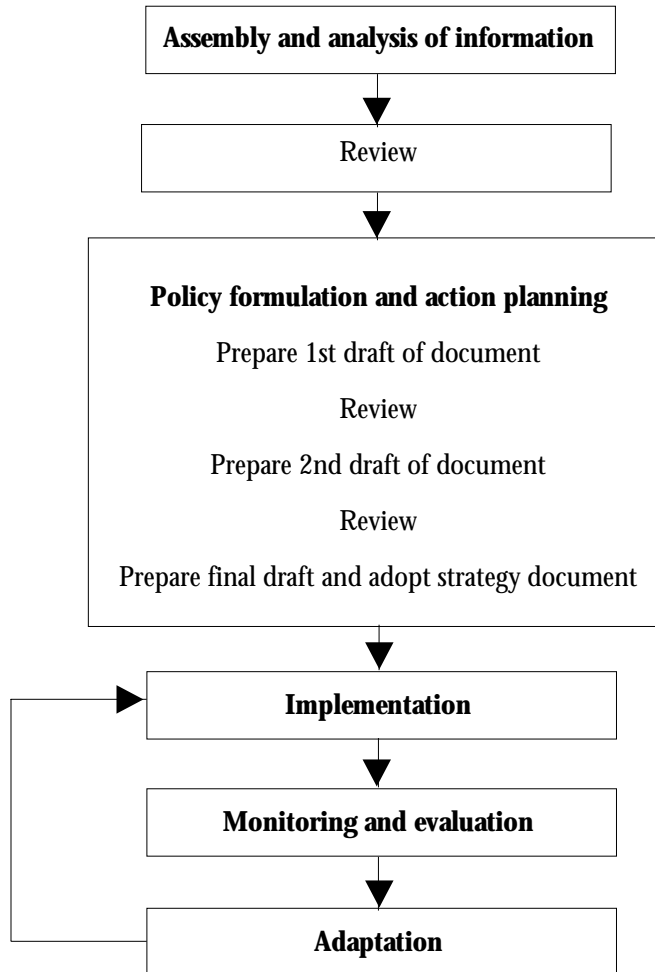 Assembly and analysis of information
Review
Policy formulation and action planning
Prepare 1st draft of document
Review
Prepare 2nd draft of document
Review
Prepare final draft and adopt strategy document
Implementation
Monitoring and evaluation
Adaptation